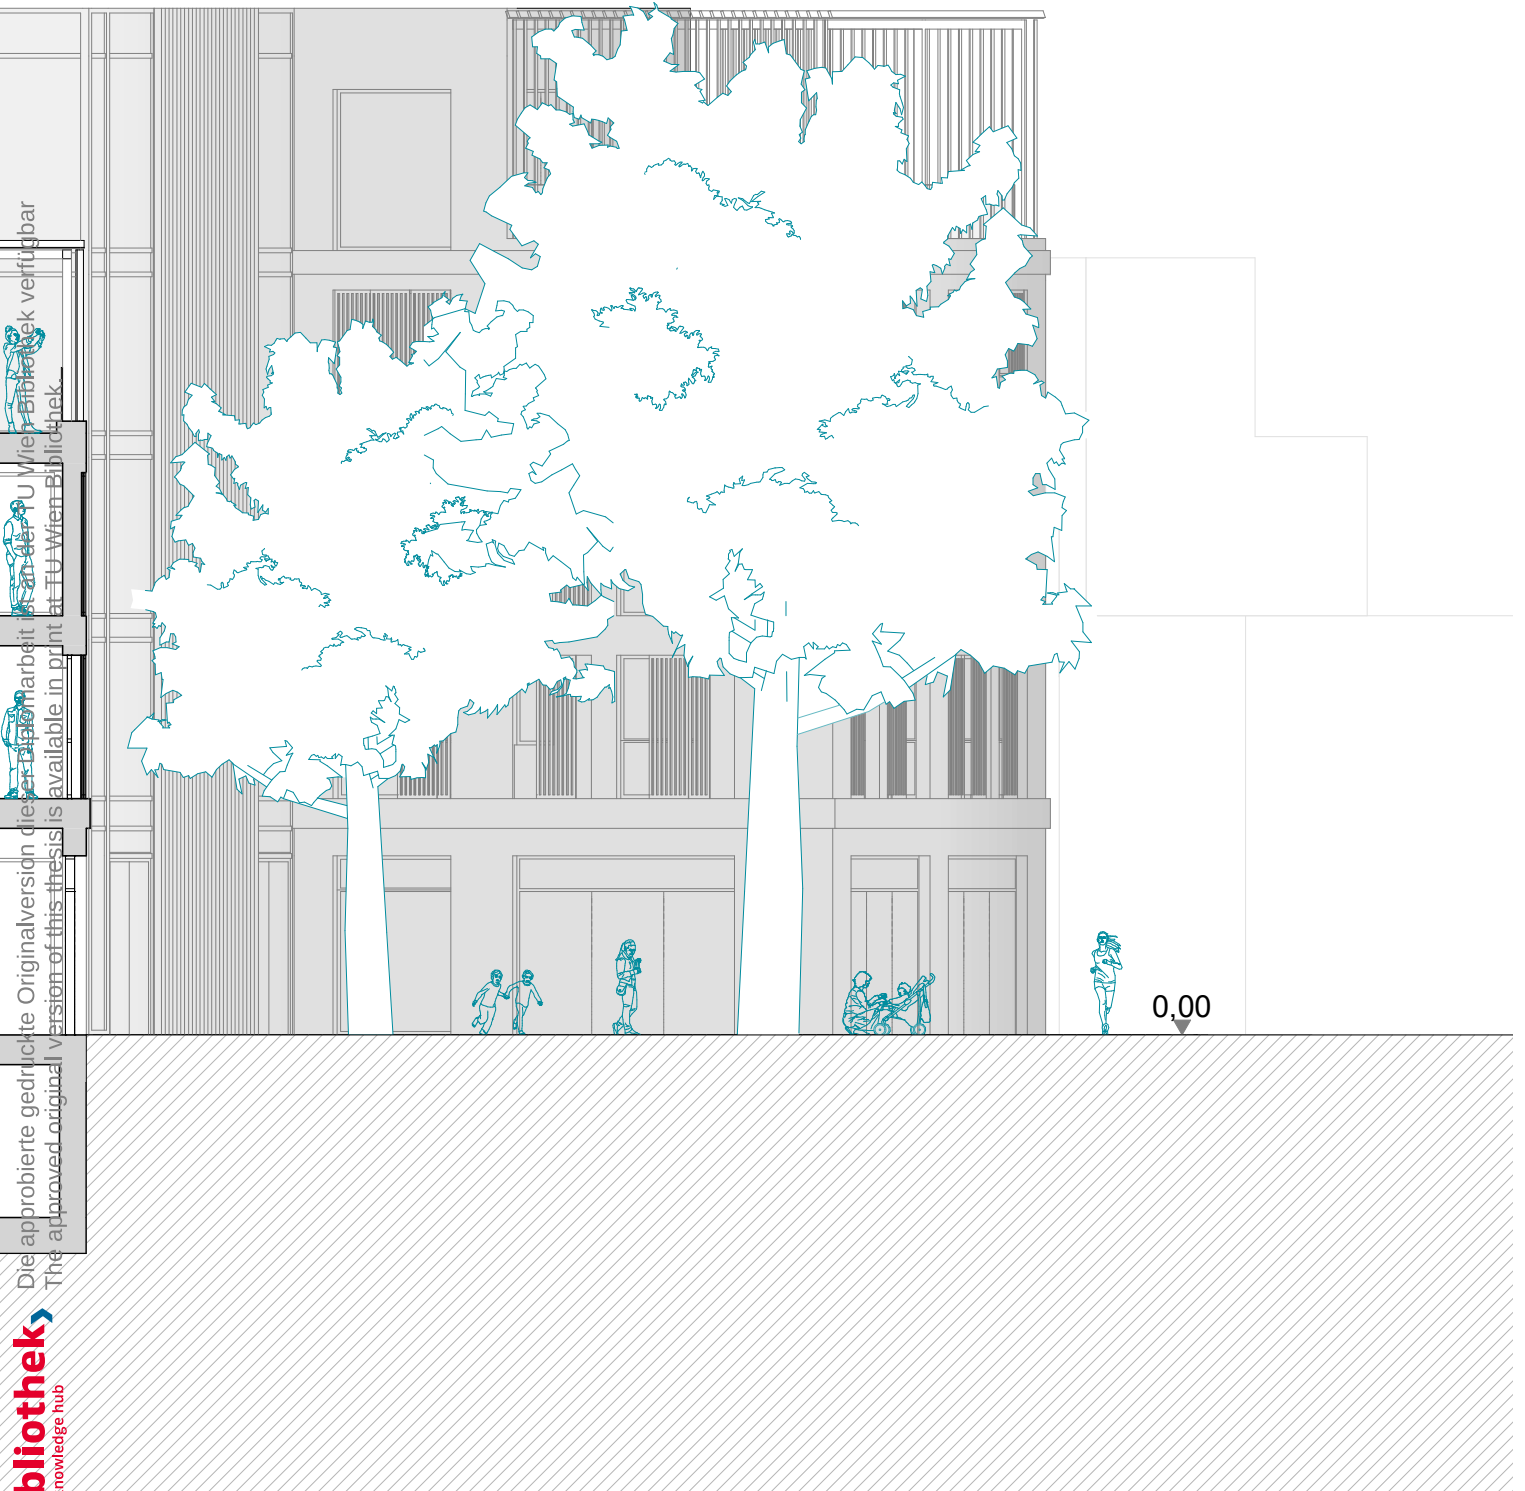 Die approbierte gedruckte Originalversion dieser Diplomarbeit ist an der TU Wien Bibliothek verfügbar
The approved original version of this thesis is available in print at TU Wien Bibliothek.
bliothek
nowledge hub
0,00